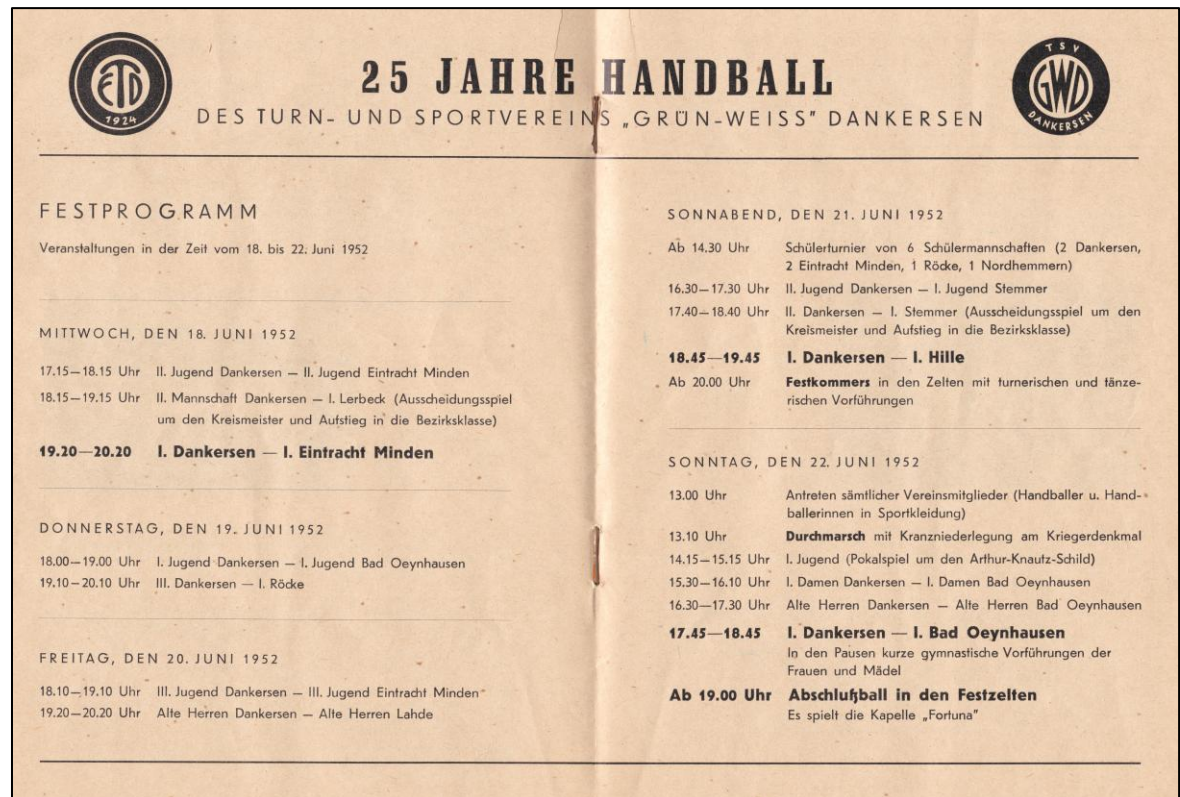 FTD
1924
25 JAHRE HANDBALL
DES TURN- UND SPORTVEREINS „GRÜN-WEISS" DANKERSEN
TSV
GWD
DANKERSEN
FESTPROGRAMM
Veranstaltungen in der Zeit vom 18. bis 22. Juni 1952
MITTWOCH, DEN 18. JUNI 1952
17.15—18.15 Uhr II. Jugend Dankersen — II. Jugend Eintracht Minden
18.15—19.15 Uhr II. Mannschaft Dankersen — I. Lerbeck (Ausscheidungsspiel
um den Kreismeister und Aufstieg in die Bezirksklasse)
19.20—20.20 I. Dankersen — I. Eintracht Minden
DONNERSTAG, DEN 19. JUNI 1952
18.00—19.00 Uhr I. Jugend Dankersen — I. Jugend Bad Oeynhausen
19.10—20.10 Uhr III. Dankersen — I. Röcke
FREITAG, DEN 20. JUNI 1952
18.10—19.10 Uhr III. Jugend Dankersen — III. Jugend Eintracht Minden
19.20—20.20 Uhr Alte Herren Dankersen — Alte Herren Lahde
SONNABEND, DEN 21. JUNI 1952
Ab 14.30 Uhr Schülerturnier von 6 Schülermannschaften (2 Dankersen,
2 Eintracht Minden, 1 Röcke, 1 Nordhemmern)
16.30—17.30 Uhr II. Jugend Dankersen — I. Jugend Stemmer
17.40—18.40 Uhr II. Dankersen — I. Stemmer (Ausscheidungsspiel um den
Kreismeister und Aufstieg in die Bezirksklasse)
18.45—19.45 I. Dankersen — I. Hille
Ab 20.00 Uhr Festkommers in den Zelten mit turnerischen und tänze-
rischen Vorführungen
SONNTAG, DEN 22. JUNI 1952
13.00 Uhr Antreten sämtlicher Vereinsmitglieder (Handballer u. Hand-
ballerinnen in Sportkleidung)
13.10 Uhr Durchmarsch mit Kranzniederlegung am Kriegerdenkmal
14.15—15.15 Uhr I. Jugend (Pokalspiel um den Arthur-Knautz-Schild)
15.30—16.10 Uhr I. Damen Dankersen — I. Damen Bad Oeynhausen
16.30—17.30 Uhr Alte Herren Dankersen — Alte Herren Bad Oeynhausen
17.45—18.45 I. Dankersen — I. Bad Oeynhausen
In den Pausen kurze gymnastische Vorführungen der
Frauen und Mädel
Ab 19.00 Uhr Abschlußball in den Festzelten
Es spielt die Kapelle „Fortuna"